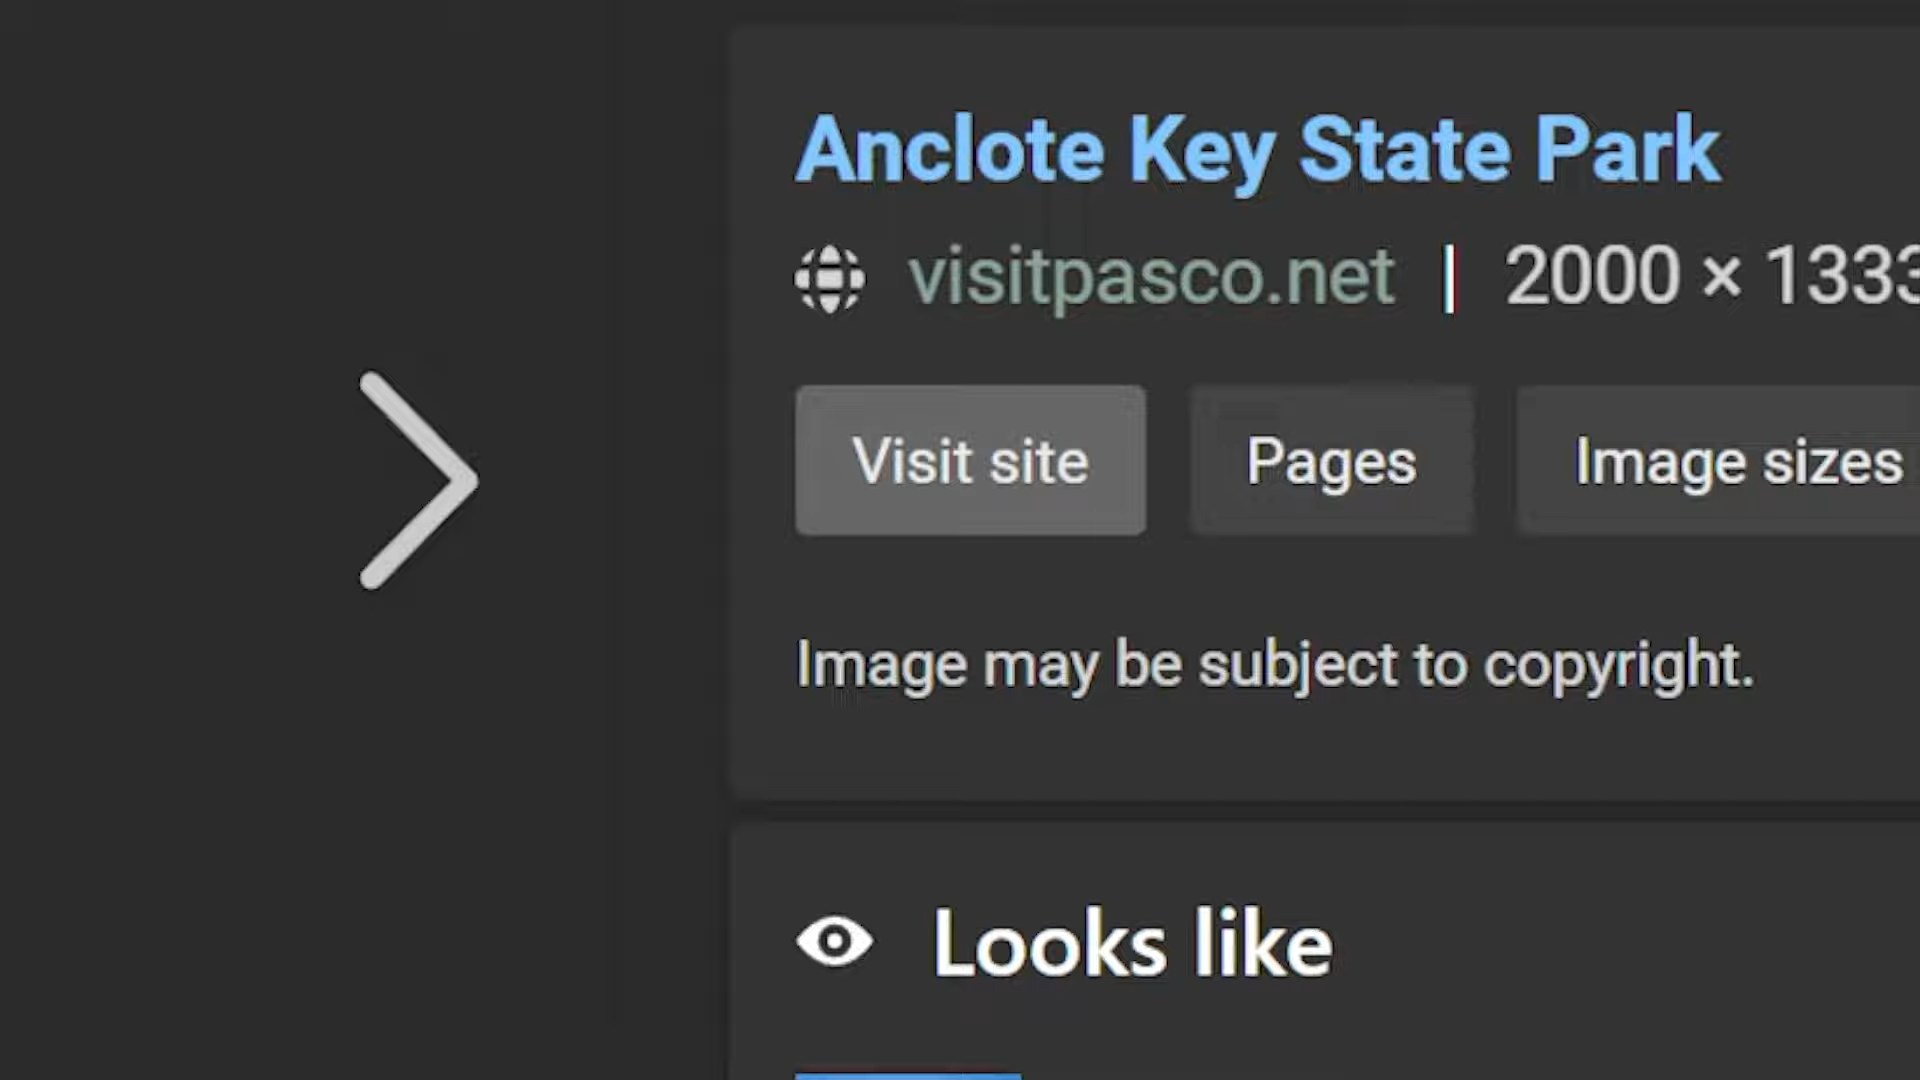 Anclote Key State Park
visitpasco.net | 2000 × 1333
Visit site
Pages
Image sizes
Image may be subject to copyright.
Looks like